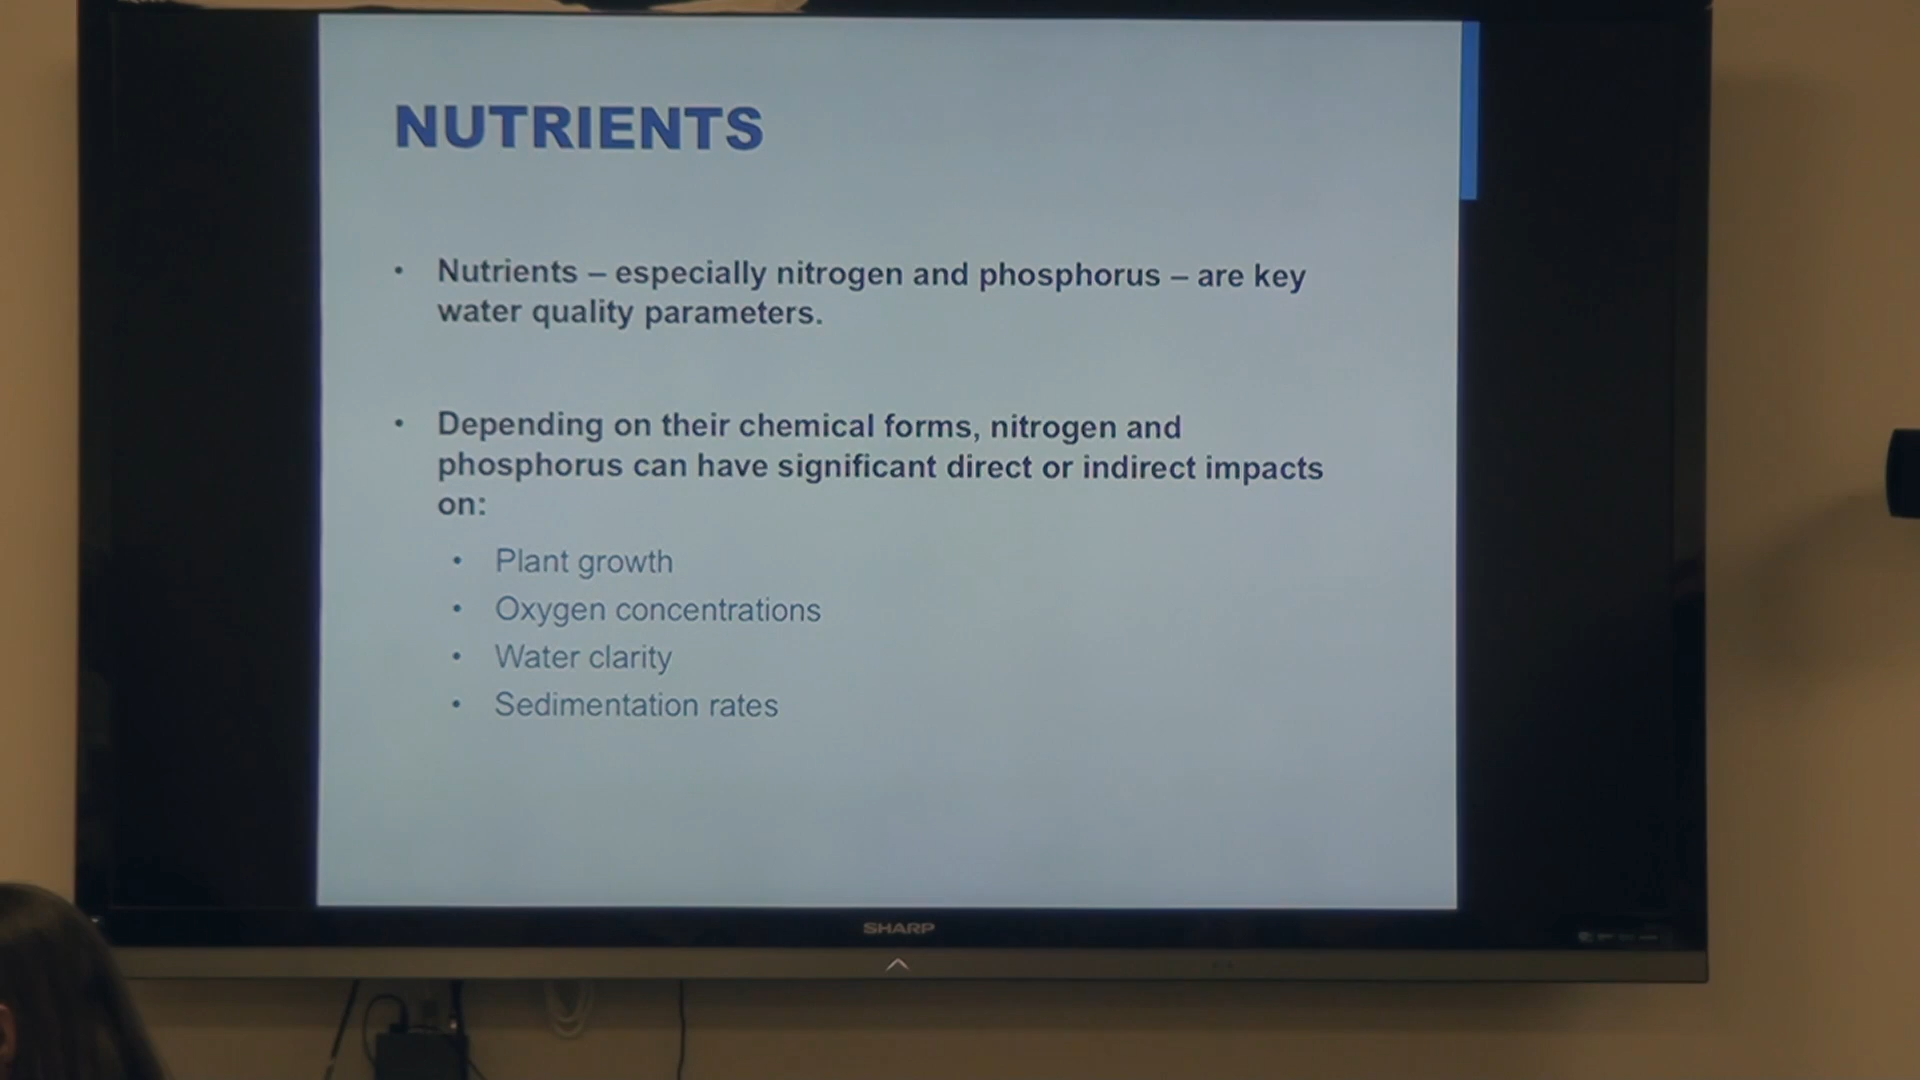 NUTRIENTS
• Nutrients – especially nitrogen and phosphorus – are key
water quality parameters.
• Depending on their chemical forms, nitrogen and
phosphorus can have significant direct or indirect impacts
on:
• Plant growth
• Oxygen concentrations
• Water clarity
• Sedimentation rates
SHARP